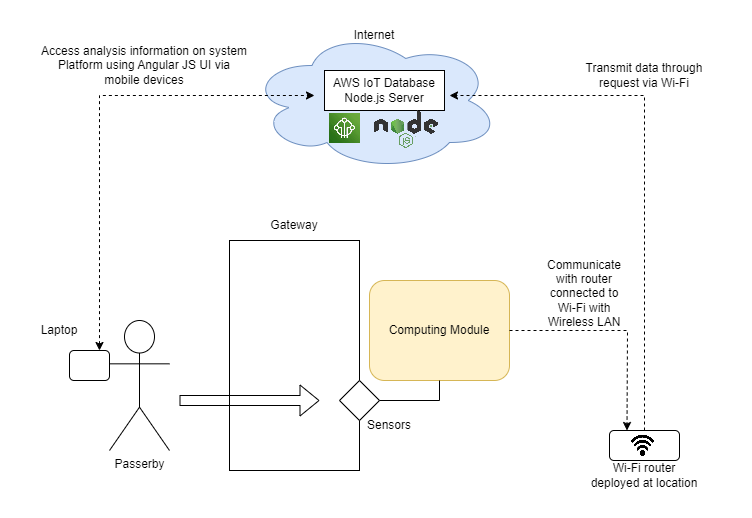 Internet
Access analysis information on system
Platform using Angular JS UI via
mobile devices
AWS IoT Database
Node.js Server
node
JS
Transmit data through
request via Wi-Fi
Gateway
Communicate
with router
connected to
Wi-Fi with
Wireless LAN
Laptop
Computing Module
Sensors
Passerby
Wi-Fi router
deployed at location